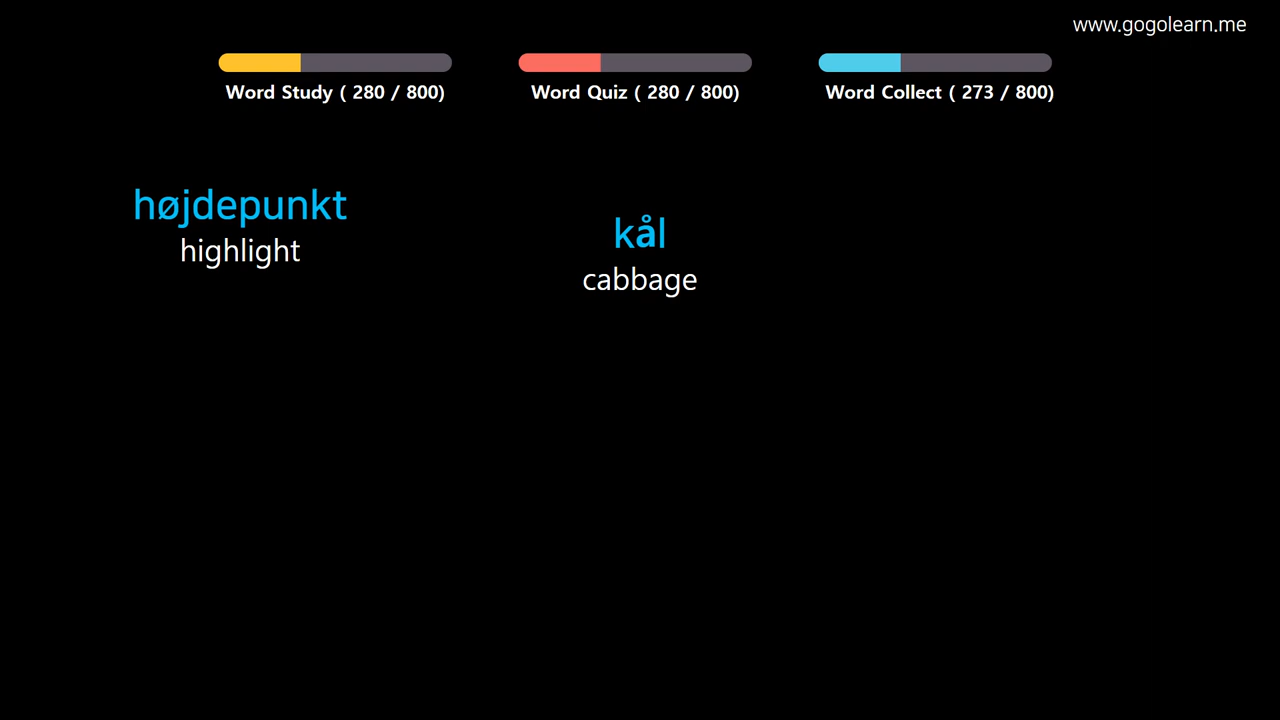 www.gogolearn.me
Word Study ( 280 / 800)
Word Quiz ( 280 / 800)
Word Collect ( 273 / 800)
højdepunkt
highlight
kål
cabbage